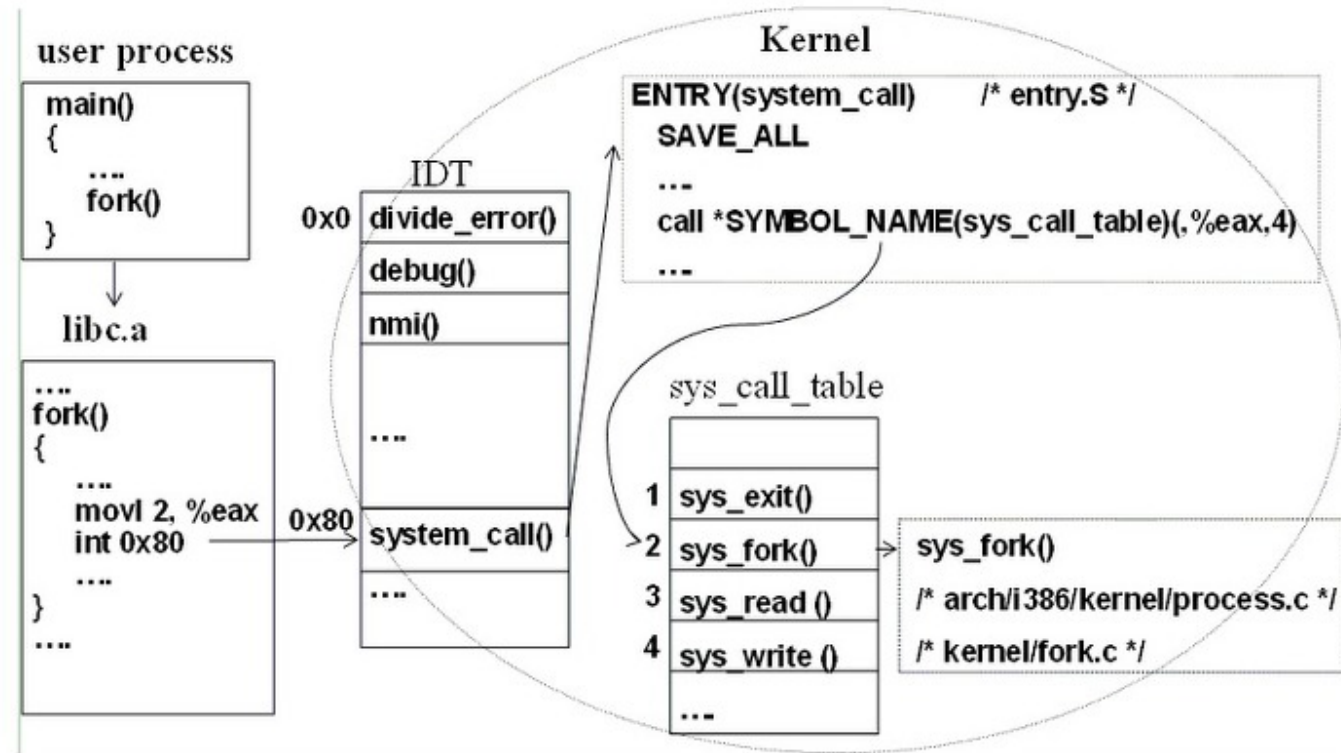 user process
main()
{
....
fork()
}
libc.a
....
fork()
{
....
movl 2, %eax
int 0x80
....
}
....
IDT
0x0 divide_error()
debug()
nmi()
....
0x80 system_call()
....
Kernel
ENTRY(system_call) /* entry.S */
SAVE_ALL
....
call *SYMBOL_NAME(sys_call_table)(,%eax,4)
....
sys_call_table
1 sys_exit()
2 sys_fork()
3 sys_read ()
4 sys_write ()
....
sys_fork()
/* arch/i386/kernel/process.c */
/* kernel/fork.c */